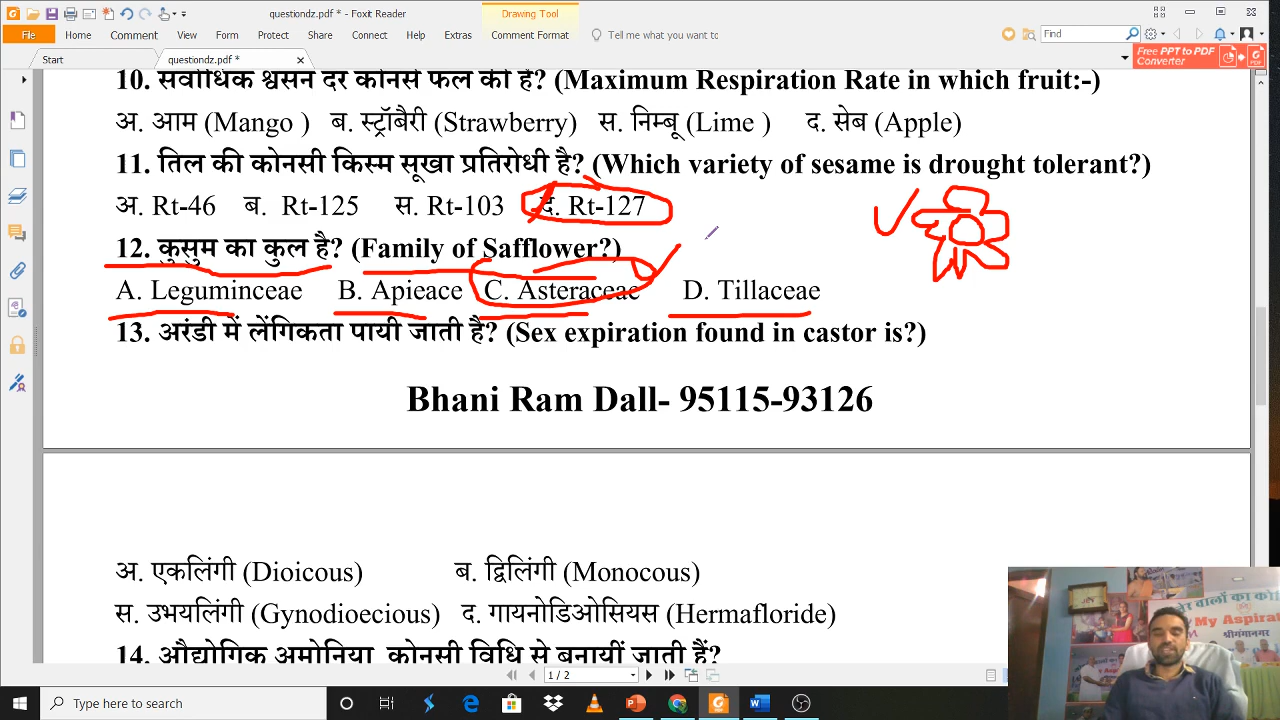 questiondz.pdf * - Foxit Reader
Drawing Tool
File Home Comment View Form Protect Share Connect Help Extras Comment Format Tell me what you want to Find
Start questiondz.pdf *
Free PPT to PDF
Converter
10. सर्वाधिक श्वसन दर कोनसे फल की है? (Maximum Respiration Rate in which fruit:-)
अ. आम (Mango ) ब. स्ट्रॉबैरी (Strawberry) स. निम्बू (Lime ) द. सेब (Apple)
11. तिल की कोनसी किस्म सूखा प्रतिरोधी है? (Which variety of sesame is drought tolerant?)
अ. Rt-46 ब. Rt-125 स. Rt-103 द. Rt-127
12. कुसुम का कुल है? (Family of Safflower?)
A. Leguminceae B. Apieace C. Asteraceae D. Tillaceae
13. अरंडी में लेंगिकता पायी जाती है? (Sex expiration found in castor is?)
Bhani Ram Dall- 95115-93126
अ. एकलिंगी (Dioicous) ब. द्विलिंगी (Monocous)
स. उभयलिंगी (Gynodioecious) द. गायनोडिओसियस (Hermafloride)
14. औद्योगिक अमोनिया कोनसी विधि से बनायीं जाती हैं?
वालों का को
My Aspirat
श्रीगंगानगर
1 / 2
Type here to search